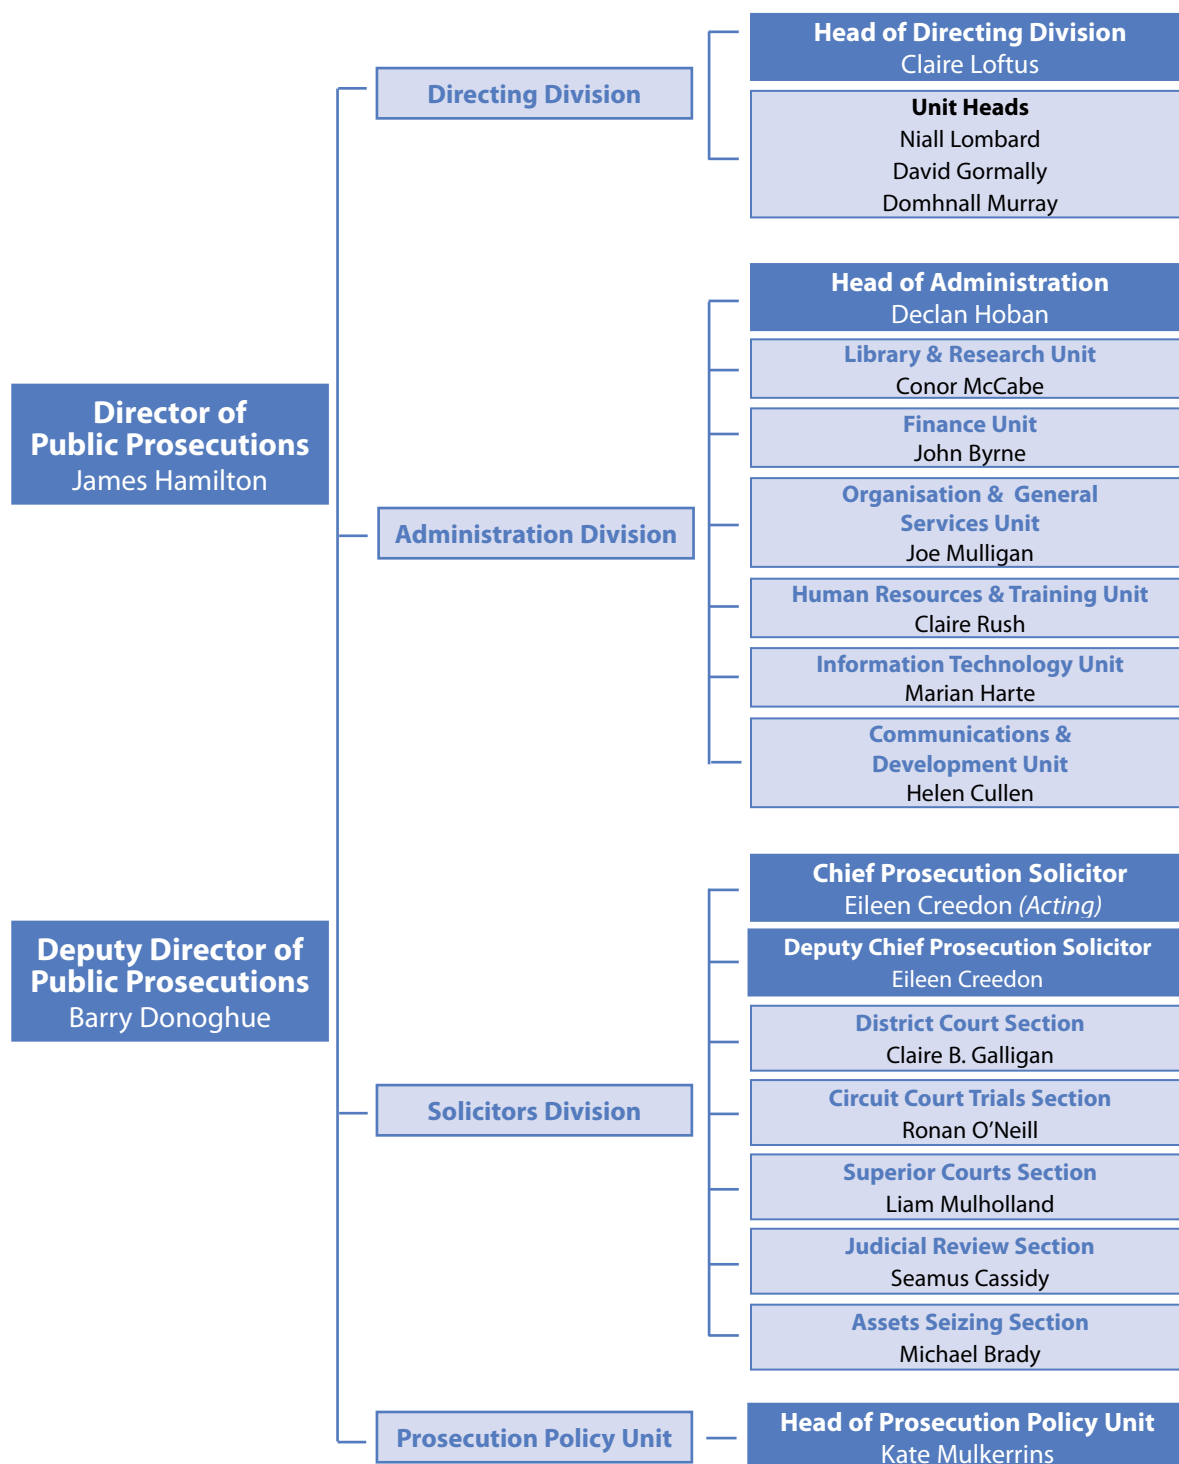 Director of
Public Prosecutions
James Hamilton
Deputy Director of
Public Prosecutions
Barry Donoghue
Directing Division
Head of Directing Division
Claire Loftus
Unit Heads
Niall Lombard
David Gormally
Domhnall Murray
Administration Division
Head of Administration
Declan Hoban
Library & Research Unit
Conor McCabe
Finance Unit
John Byrne
Organisation & General
Services Unit
Joe Mulligan
Human Resources & Training Unit
Claire Rush
Information Technology Unit
Marian Harte
Communications &
Development Unit
Helen Cullen
Solicitors Division
Chief Prosecution Solicitor
Eileen Creedon (Acting)
Deputy Chief Prosecution Solicitor
Eileen Creedon
District Court Section
Claire B. Galligan
Circuit Court Trials Section
Ronan O’Neill
Superior Courts Section
Liam Mulholland
Judicial Review Section
Seamus Cassidy
Assets Seizing Section
Michael Brady
Prosecution Policy Unit
Head of Prosecution Policy Unit
Kate Mulkerrins